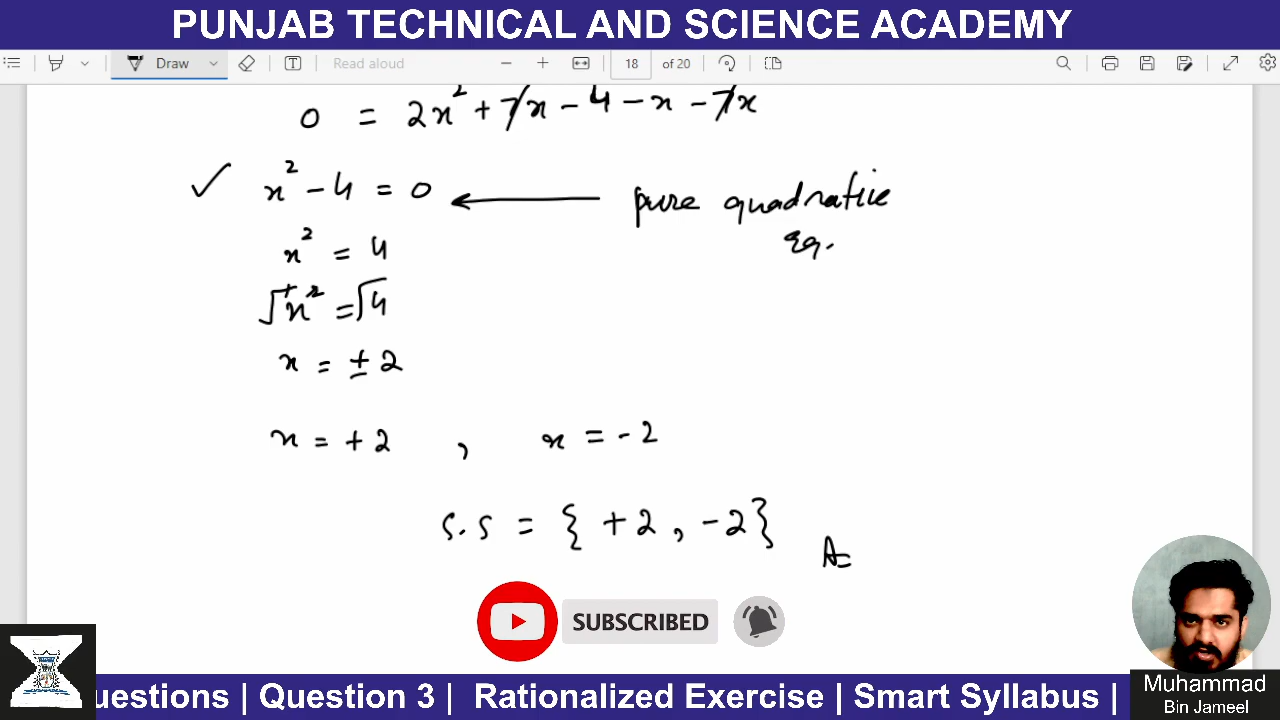 PUNJAB TECHNICAL AND SCIENCE ACADEMY
Draw Read aloud 18 of 20
0 = 2x² + 7x - 4 - x - 7x
✓ x² - 4 = 0 ← pure quadratic
eq.
x² = 4
√x² = √4
x = ± 2
x = + 2 , x = - 2
S.S = { + 2 , - 2 }
SUBSCRIBED
uestions | Question 3 | Rationalized Exercise | Smart Syllabus |
Muhammad
Bin Jameel